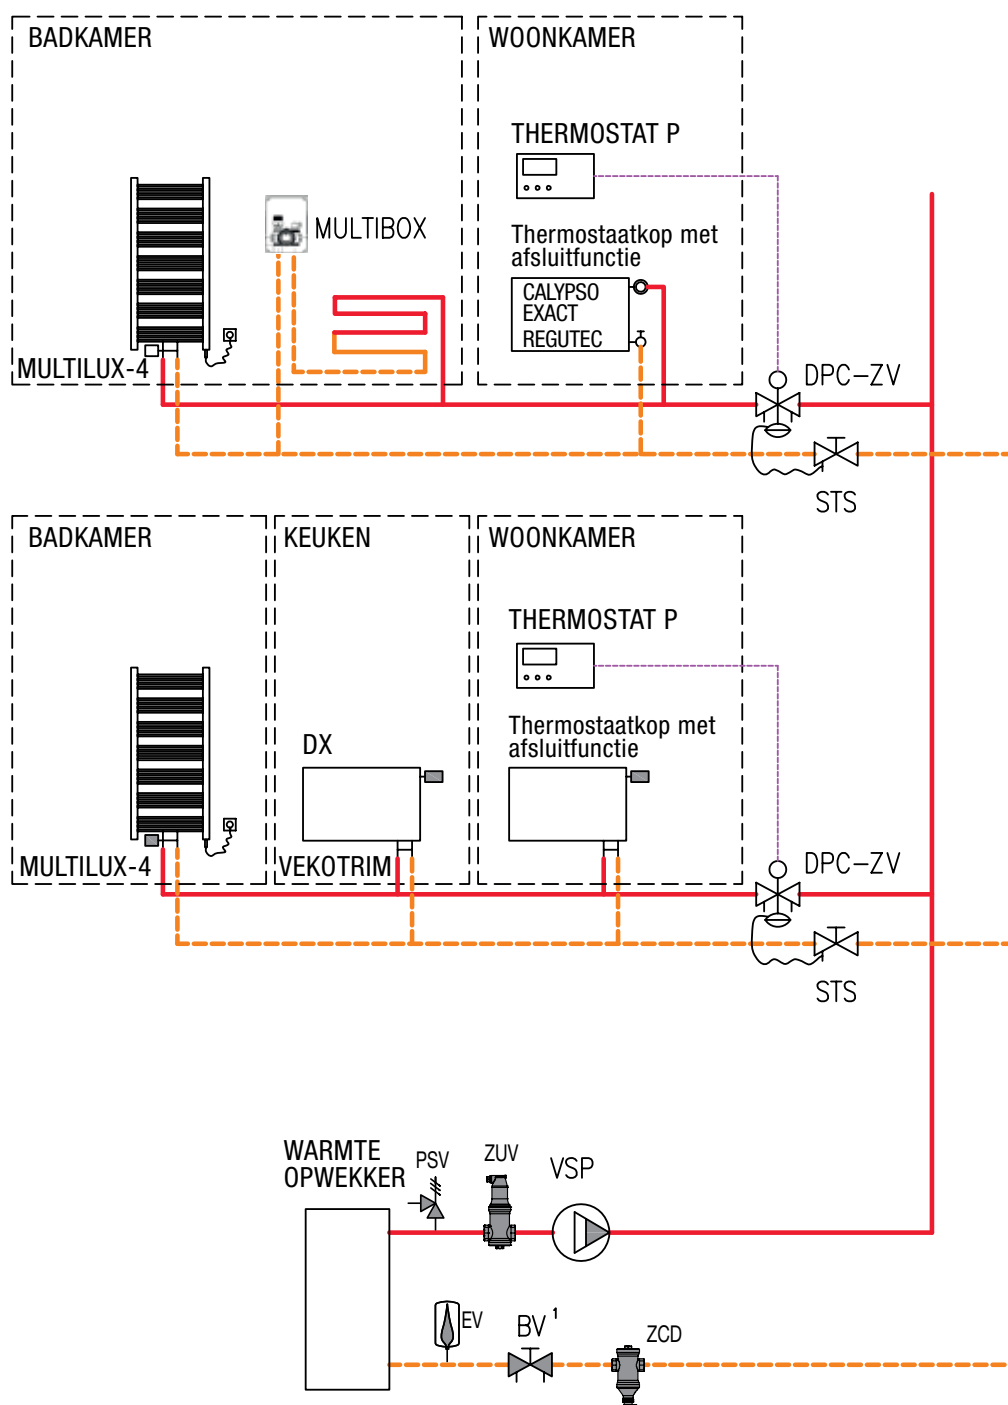 BADKAMER
WOONKAMER
THERMOSTAT P
MULTIBOX
Thermostaatkop met
afsluitfunctie
CALYPSO
EXACT
REGUTEC
MULTILUX-4
DPC-ZV
STS
BADKAMER
KEUKEN
WOONKAMER
THERMOSTAT P
Thermostaatkop met
afsluitfunctie
DX
MULTILUX-4
VEKOTRIM
DPC-ZV
STS
WARMTE
OPWEKKER
PSV
ZUV
VSP
EV
BV 1
ZCD